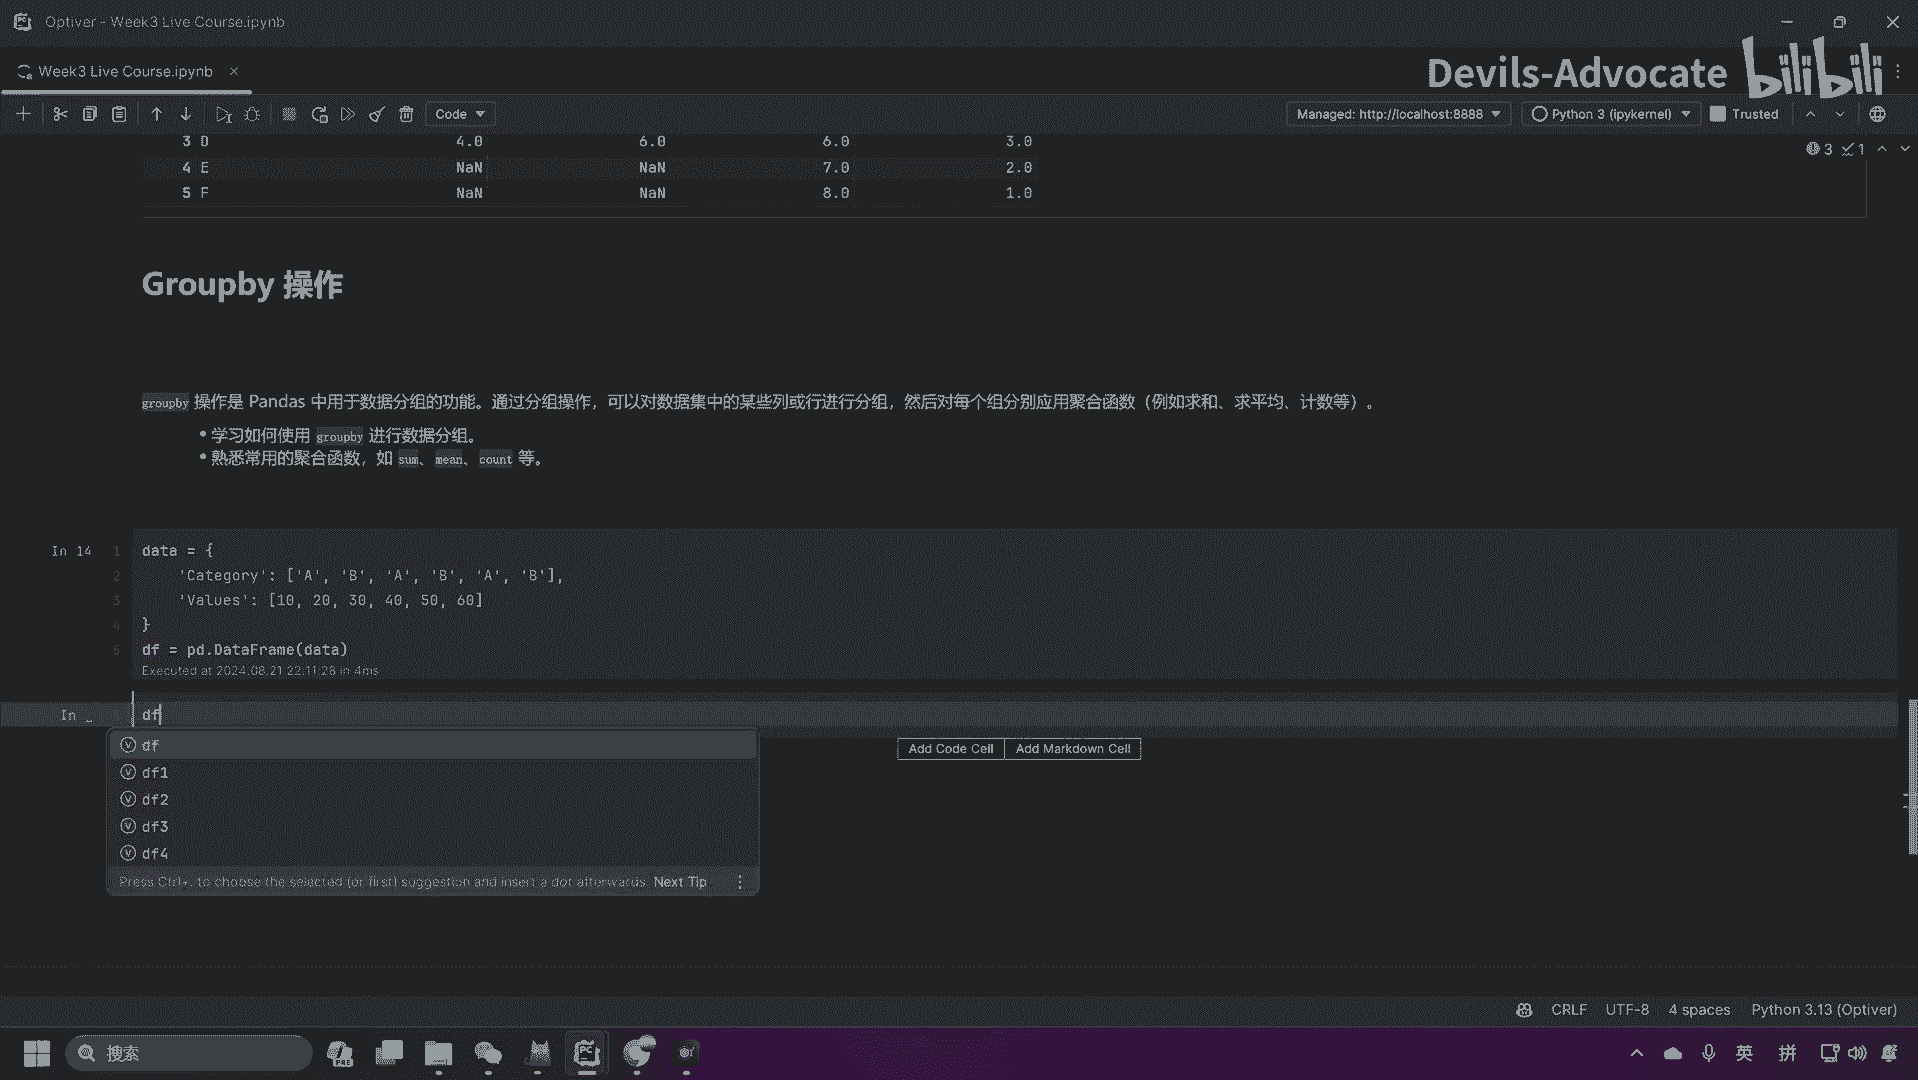 Optiver - Week3 Live Course.ipynb
Week3 Live Course.ipynb
Devils-Advocate bilibili
Code
Managed: http://localhost:8888
Python 3 (ipykernel)
Trusted
3 D 4.0 6.0 6.0 3.0
3 1
4 E NaN NaN 7.0 2.0
5 F NaN NaN 8.0 1.0
Groupby 操作
groupby 操作是 Pandas 中用于数据分组的功能。通过分组操作，可以对数据集中的某些列或行进行分组，然后对每个组分别应用聚合函数（例如求和、求平均、计数等）。
• 学习如何使用 groupby 进行数据分组。
• 熟悉常用的聚合函数，如 sum、mean、count 等。
In 14 1 data = {
2 'Category': ['A', 'B', 'A', 'B', 'A', 'B'],
3 'Values': [10, 20, 30, 40, 50, 60]
4 }
5 df = pd.DataFrame(data)
Executed at 2024.08.21 22:11:28 in 4ms
In _ df
df
Add Code Cell Add Markdown Cell
df1
df2
df3
df4
Press Ctrl+. to choose the selected (or first) suggestion and insert a dot afterwards Next Tip
CRLF UTF-8 4 spaces Python 3.13 (Optiver)
搜索
PRE
PC
英 拼